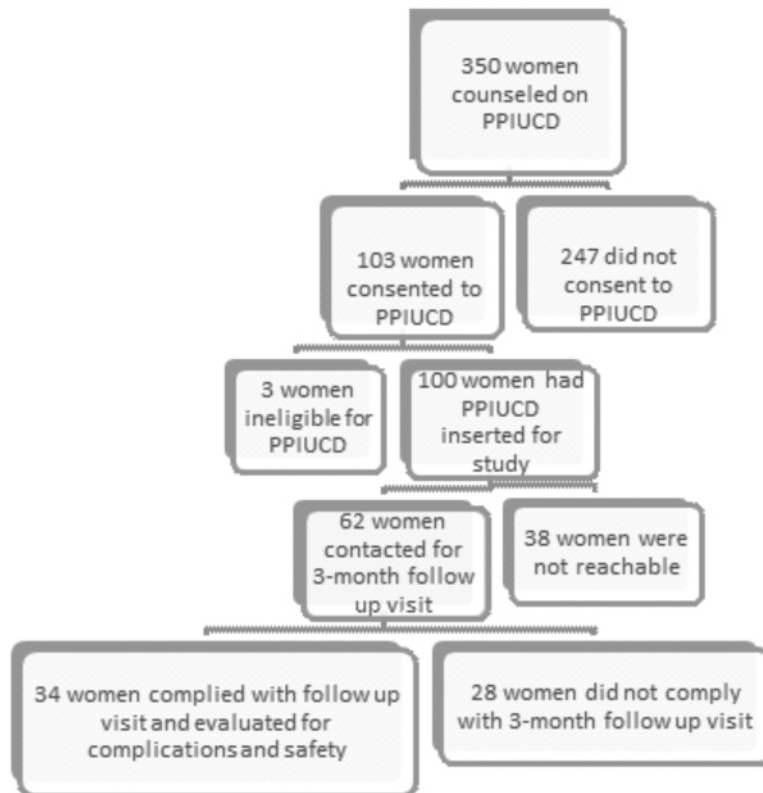 350 women
counseled on
PPIUCD
103 women
consented to
PPIUCD
247 did not
consent to
PPIUCD
3 women
ineligible for
PPIUCD
100 women had
PPIUCD
inserted for
study
62 women
contacted for
3-month follow
up visit
38 women were
not reachable
34 women complied with follow up
visit and evaluated for
complications and safety
28 women did not comply
with 3-month follow up visit